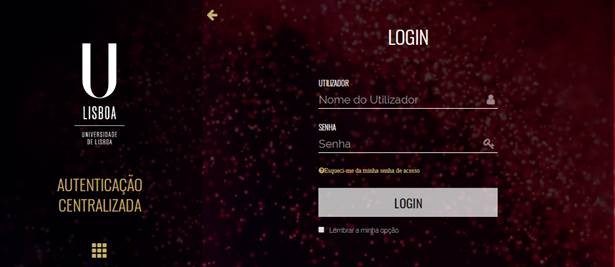 U
LISBOA
UNIVERSIDADE
DE LISBOA
AUTENTICAÇÃO
CENTRALIZADA
LOGIN
UTILIZADOR
Nome do Utilizador
SENHA
Senha
Esqueci-me da minha senha de acesso
LOGIN
Lembrar a minha opção